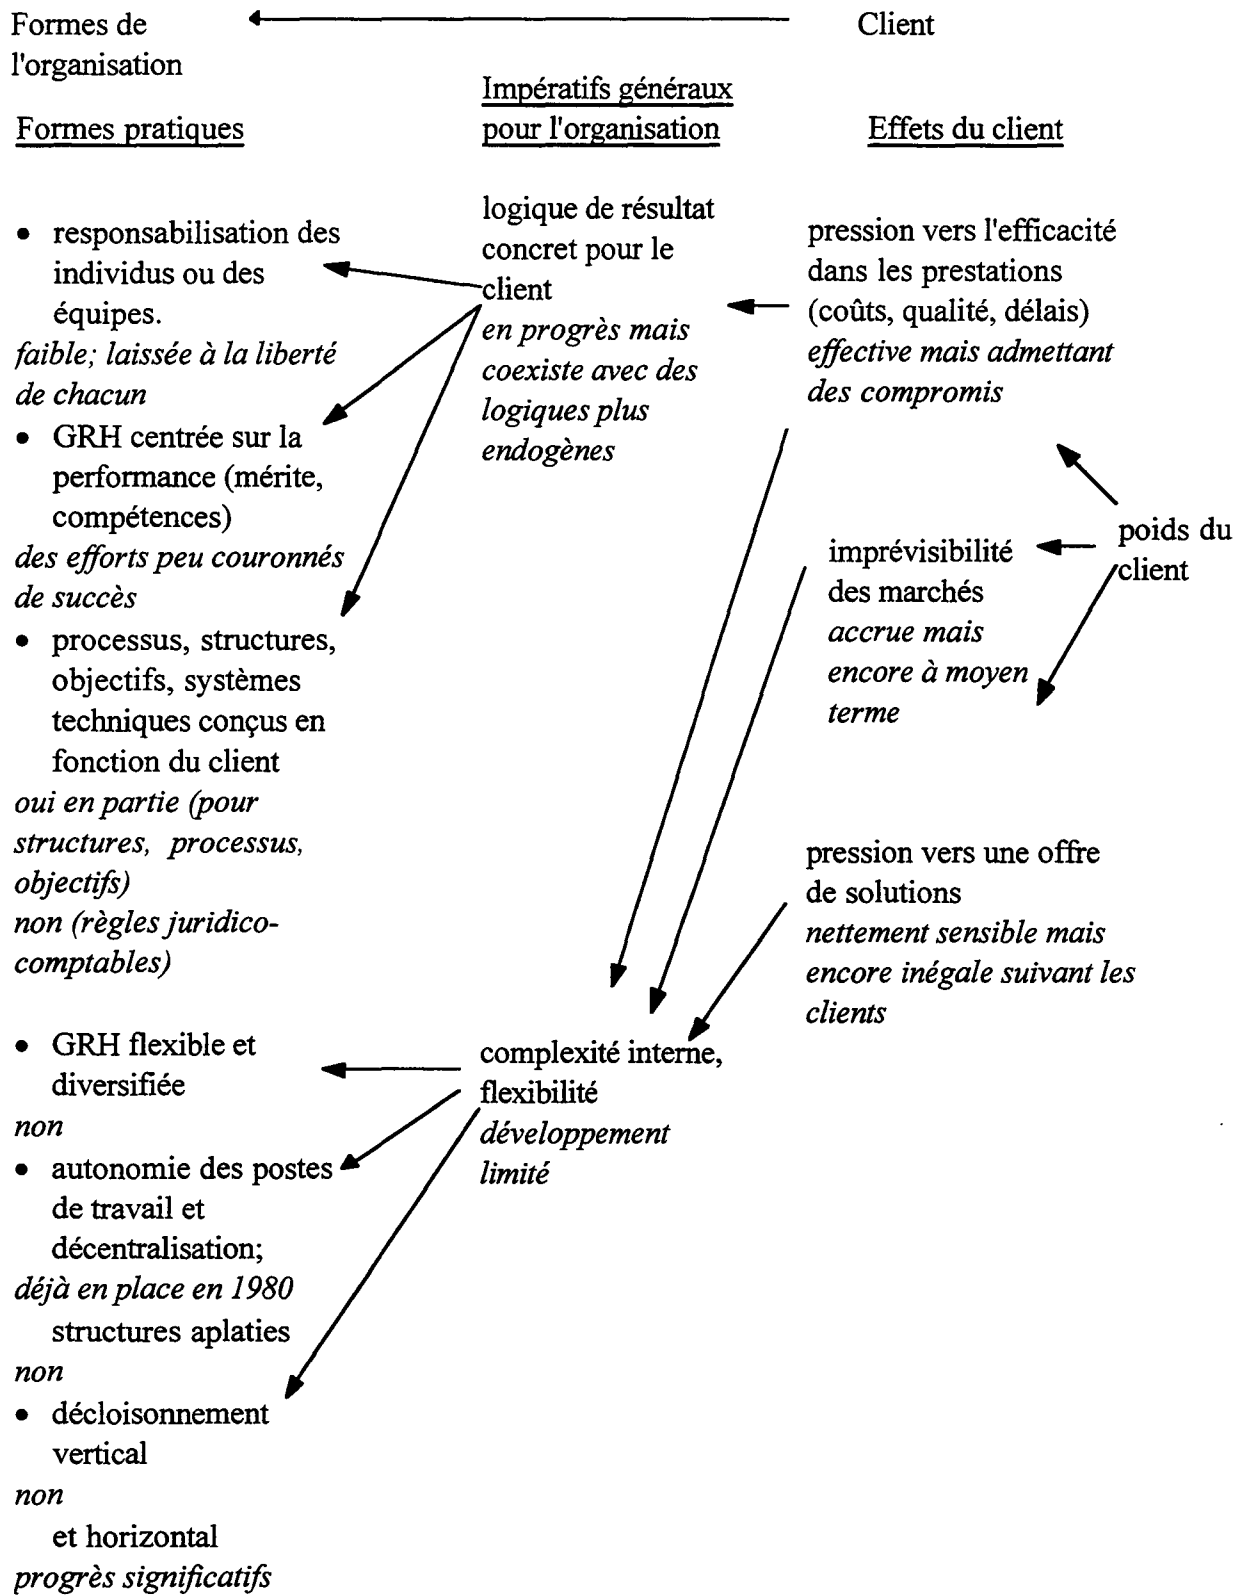 Formes de
l'organisation
Client
Formes pratiques
Impératifs généraux
pour l'organisation
Effets du client
• responsabilisation des
individus ou des
équipes.
faible; laissée à la liberté
de chacun
• GRH centrée sur la
performance (mérite,
compétences)
des efforts peu couronnés
de succès
• processus, structures,
objectifs, systèmes
techniques conçus en
fonction du client
oui en partie (pour
structures, processus,
objectifs)
non (règles juridico-
comptables)
• GRH flexible et
diversifiée
non
• autonomie des postes
de travail et
décentralisation;
déjà en place en 1980
structures aplaties
non
• décloisonnement
vertical
non
et horizontal
progrès significatifs
logique de résultat
concret pour le
client
en progrès mais
coexiste avec des
logiques plus
endogènes
complexité interne,
flexibilité
développement
limité
pression vers l'efficacité
dans les prestations
(coûts, qualité, délais)
effective mais admettant
des compromis
imprévisibilité
des marchés
accrue mais
encore à moyen
terme
pression vers une offre
de solutions
nettement sensible mais
encore inégale suivant les
clients
poids du
client